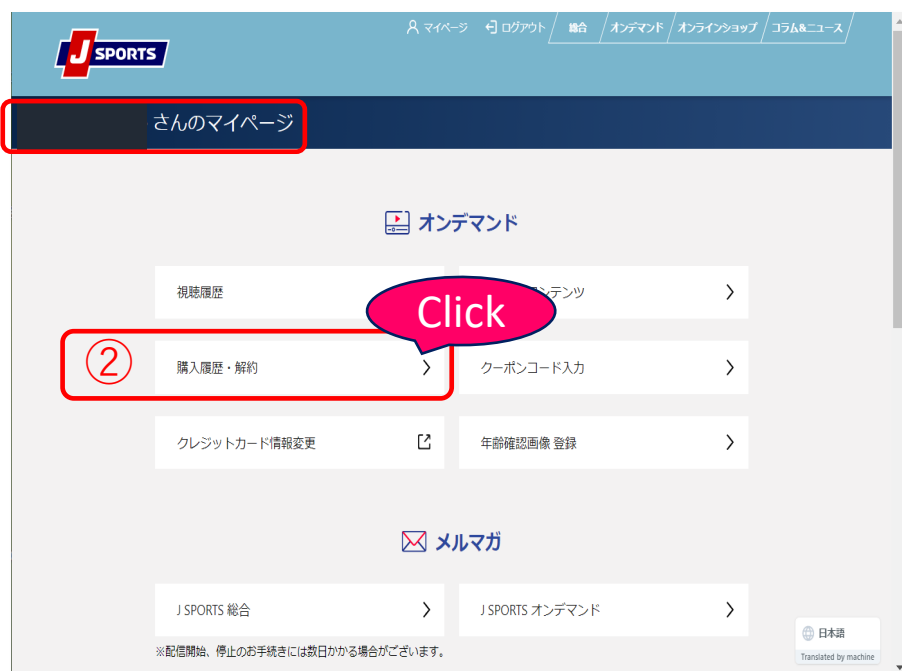 マイページ ログアウト 総合 オンデマンド オンラインショップ コラム&ニュース
J SPORTS
さんのマイページ
オンデマンド
視聴履歴
ンテンツ
Click
② 購入履歴・解約
クーポンコード入力
クレジットカード情報変更
年齢確認画像 登録
メルマガ
J SPORTS 総合
J SPORTS オンデマンド
※配信開始、停止のお手続きには数日かかる場合がございます。
日本語
Translated by machine